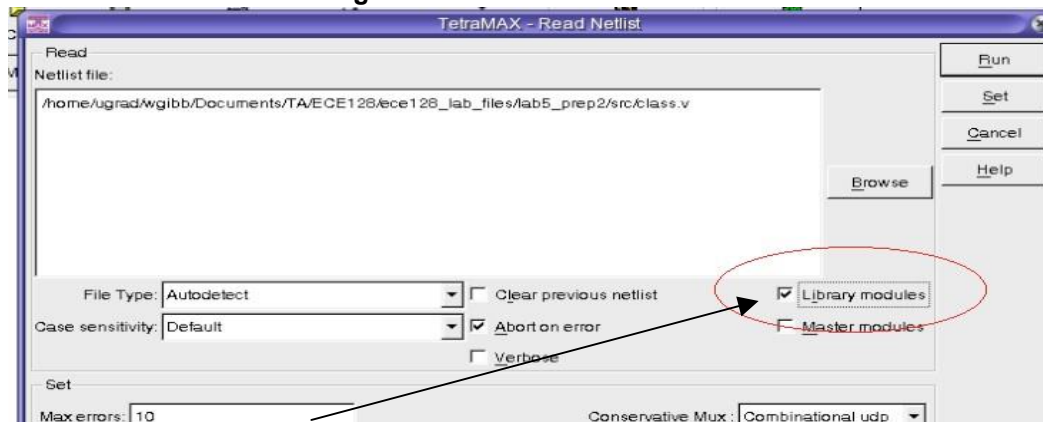 TetraMAX - Read Netlist
Read
Run
Netlist file:
/home/ugrad/wgibb/Documents/TA/ECE128/ece128_lab_files/lab5_prep2/src/class.v
Set
Cancel
Help
Browse
File Type: Autodetect Clear previous netlist Library modules
Case sensitivity: Default Abort on error Master modules
Verbose
Set
Max errors: 10 Conservative Mux : Combinational udp